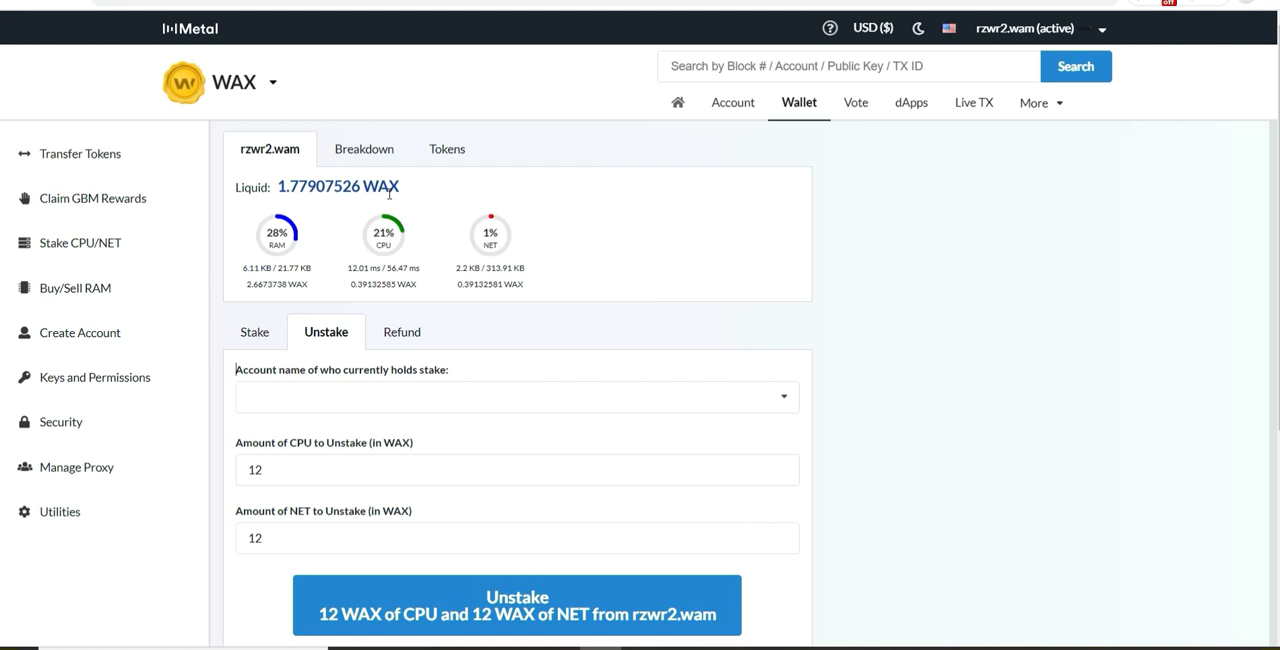 off
Metal
USD ($)
rzwr2.wam (active)
WAX
Search by Block # / Account / Public Key / TX ID
Search
Account
Wallet
Vote
dApps
Live TX
More
Transfer Tokens
Claim GBM Rewards
Stake CPU/NET
Buy/Sell RAM
Create Account
Keys and Permissions
Security
Manage Proxy
Utilities
rzwr2.wam
Breakdown
Tokens
Liquid: 1.77907526 WAX
28%
RAM
6.11 KB / 21.77 KB
2.6673738 WAX
21%
CPU
12.01 ms / 56.47 ms
0.39132585 WAX
1%
NET
2.2 KB / 313.91 KB
0.39132581 WAX
Stake
Unstake
Refund
Account name of who currently holds stake:
Amount of CPU to Unstake (in WAX)
12
Amount of NET to Unstake (in WAX)
12
Unstake
12 WAX of CPU and 12 WAX of NET from rzwr2.wam